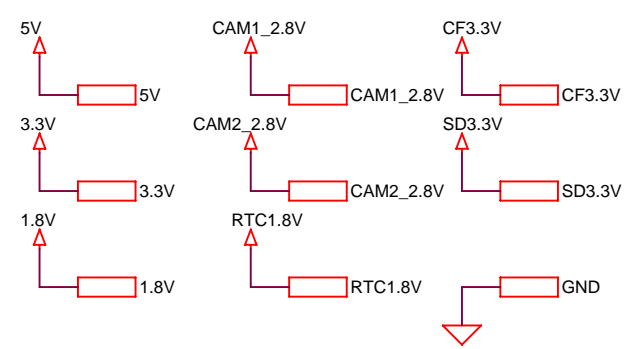 5V CAM1_2.8V CF3.3V
5V CAM1_2.8V CF3.3V
3.3V CAM2_2.8V SD3.3V
3.3V CAM2_2.8V SD3.3V
1.8V RTC1.8V
1.8V RTC1.8V GND